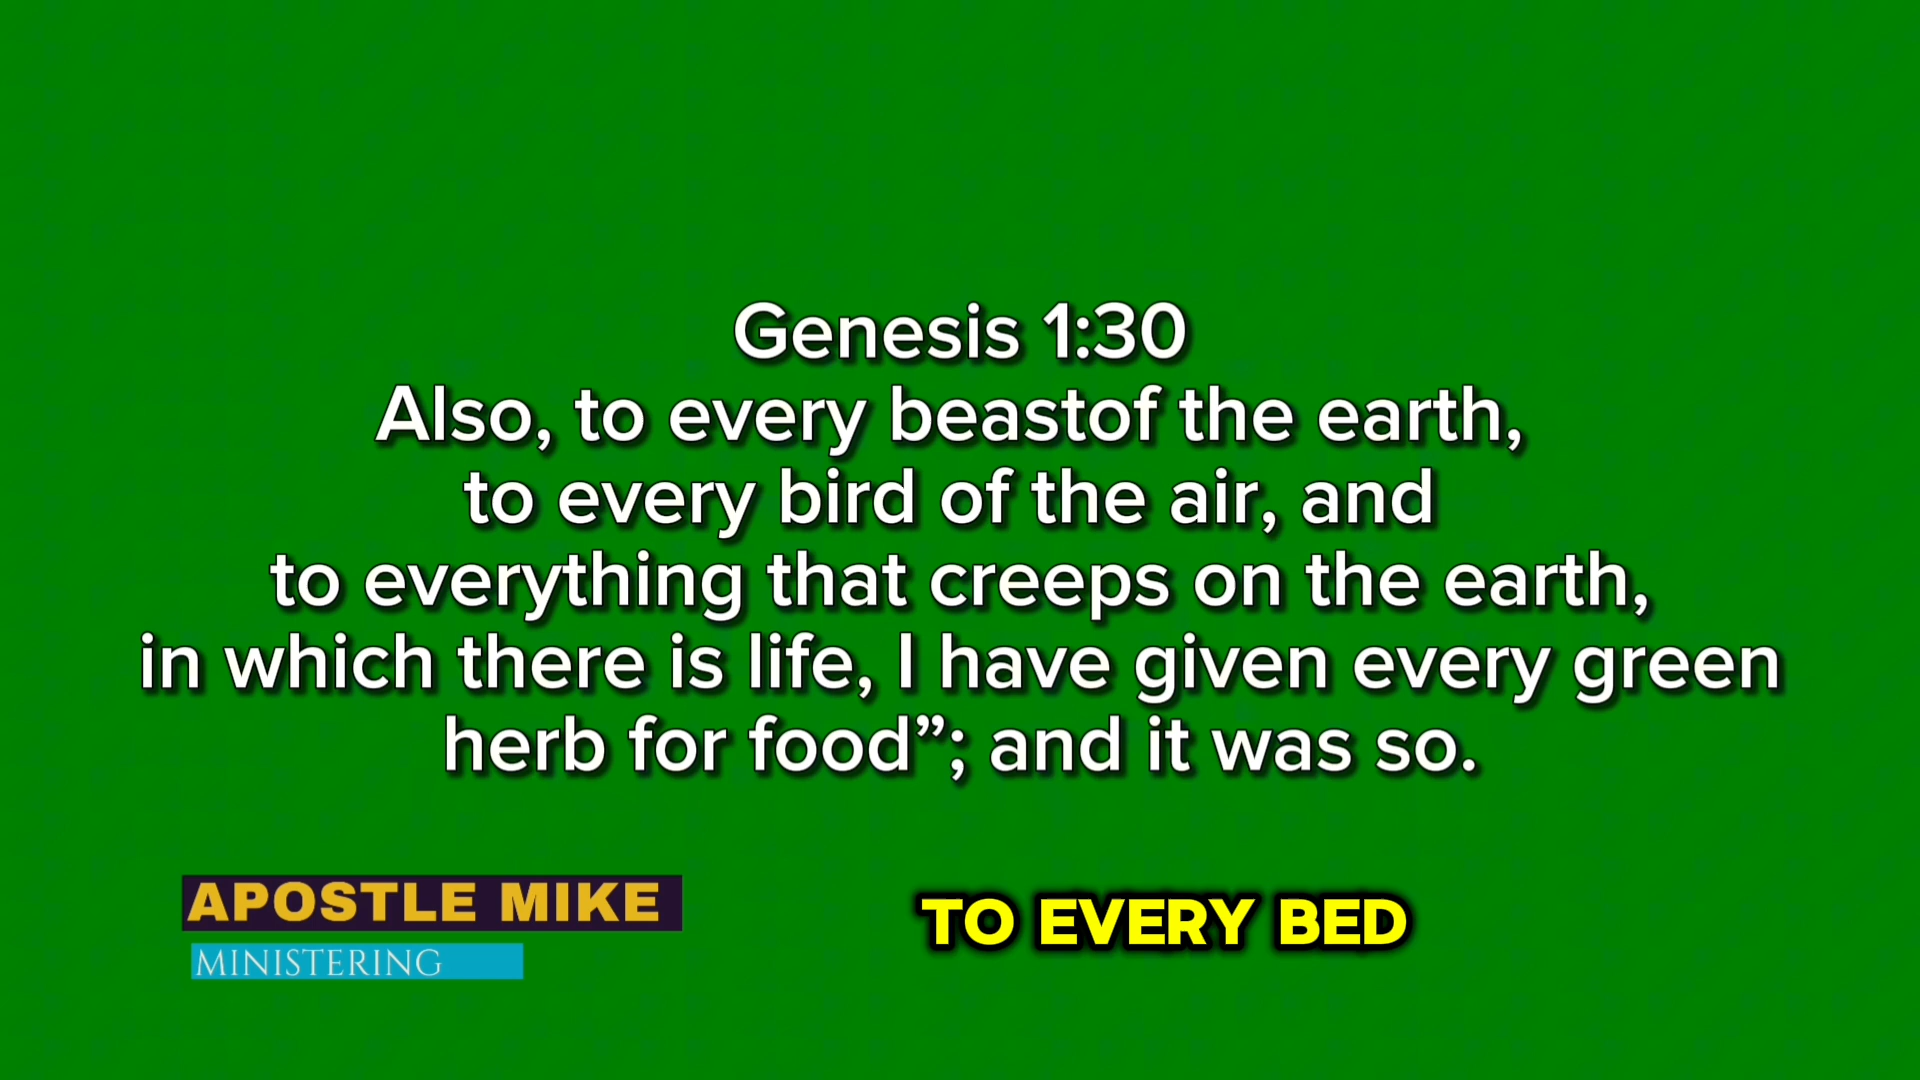 Genesis 1:30
Also, to every beastof the earth,
to every bird of the air, and
to everything that creeps on the earth,
in which there is life, I have given every green
herb for food”; and it was so.
APOSTLE MIKE
MINISTERING
TO EVERY BED